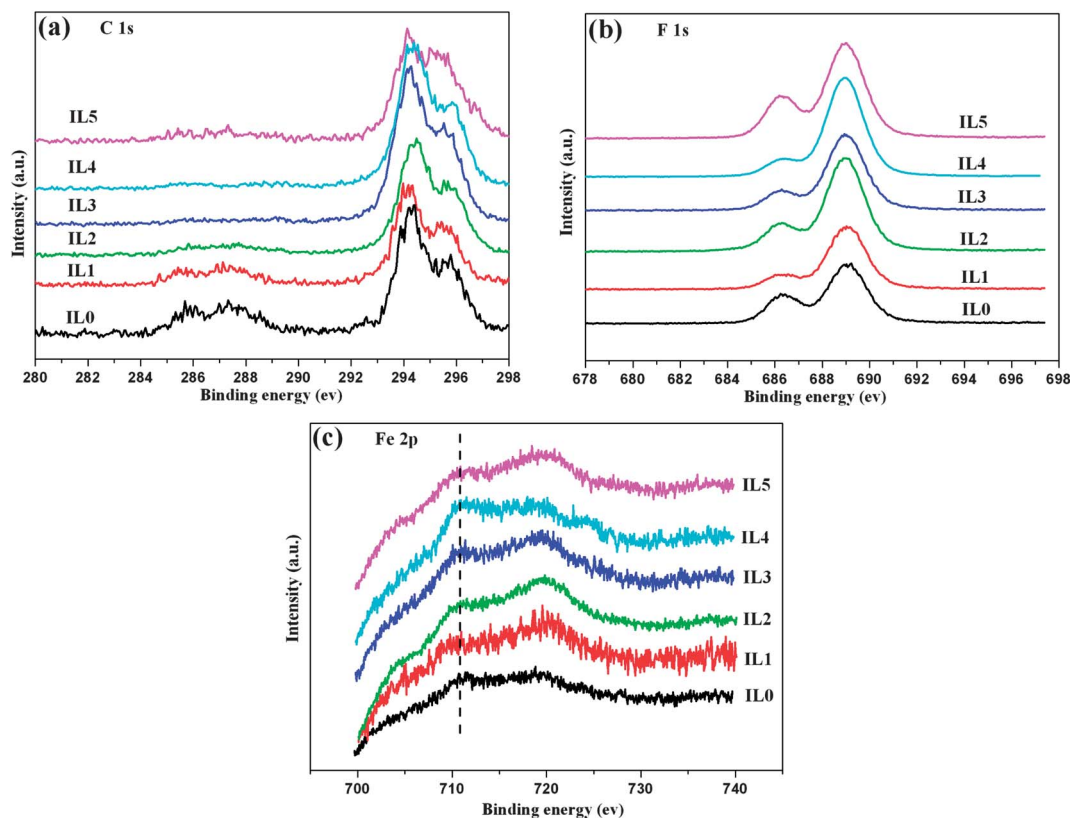 (a) C 1s
IL5
IL4
IL3
IL2
IL1
IL0
Intensity (a.u.)
280 282 284 286 288 290 292 294 296 298
Binding energy (ev)
(b) F 1s
IL5
IL4
IL3
IL2
IL1
IL0
Intensity (a.u.)
678 680 682 684 686 688 690 692 694 696 698
Binding energy (ev)
(c) Fe 2p
IL5
IL4
IL3
IL2
IL1
IL0
Intensity (a.u.)
700 710 720 730 740
Binding energy (ev)